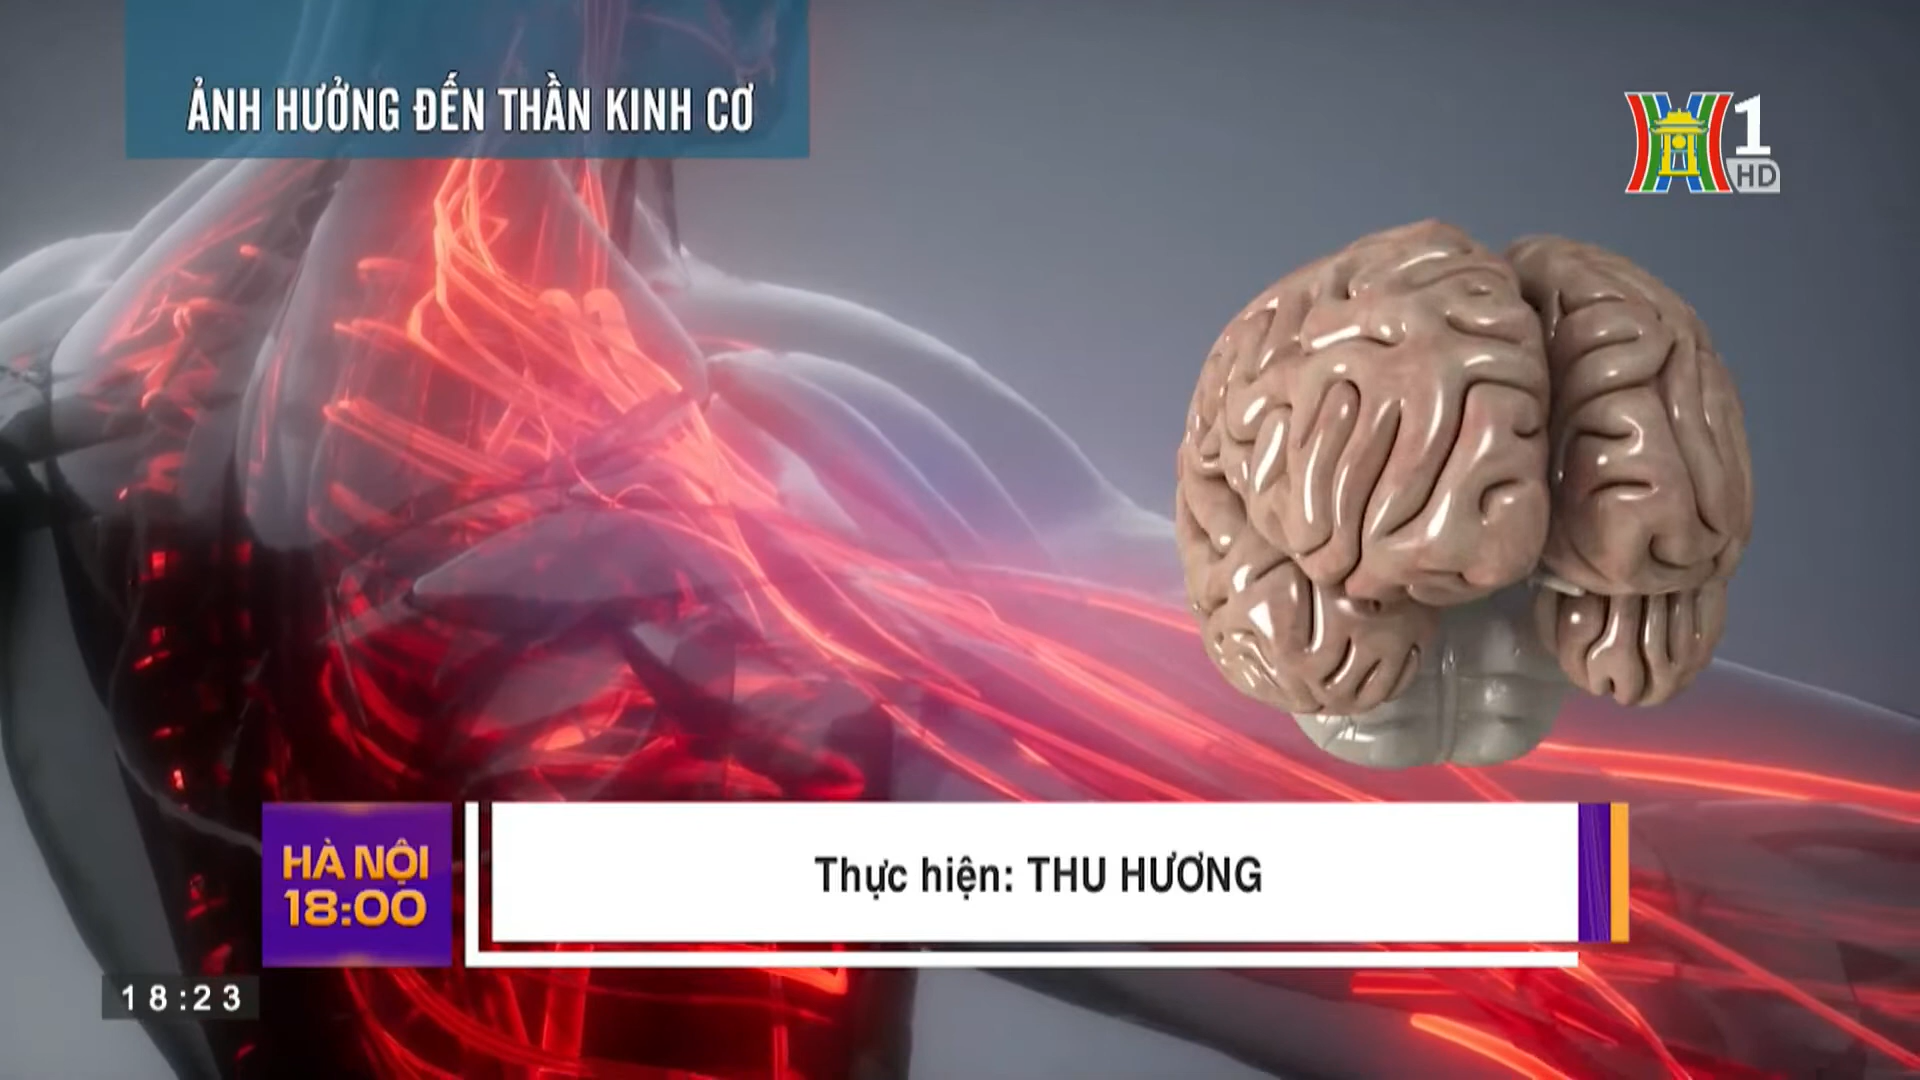 ẢNH HƯỞNG ĐẾN THẦN KINH CƠ
1
HD
HÀ NỘI
18:00
Thực hiện: THU HƯƠNG
18:23